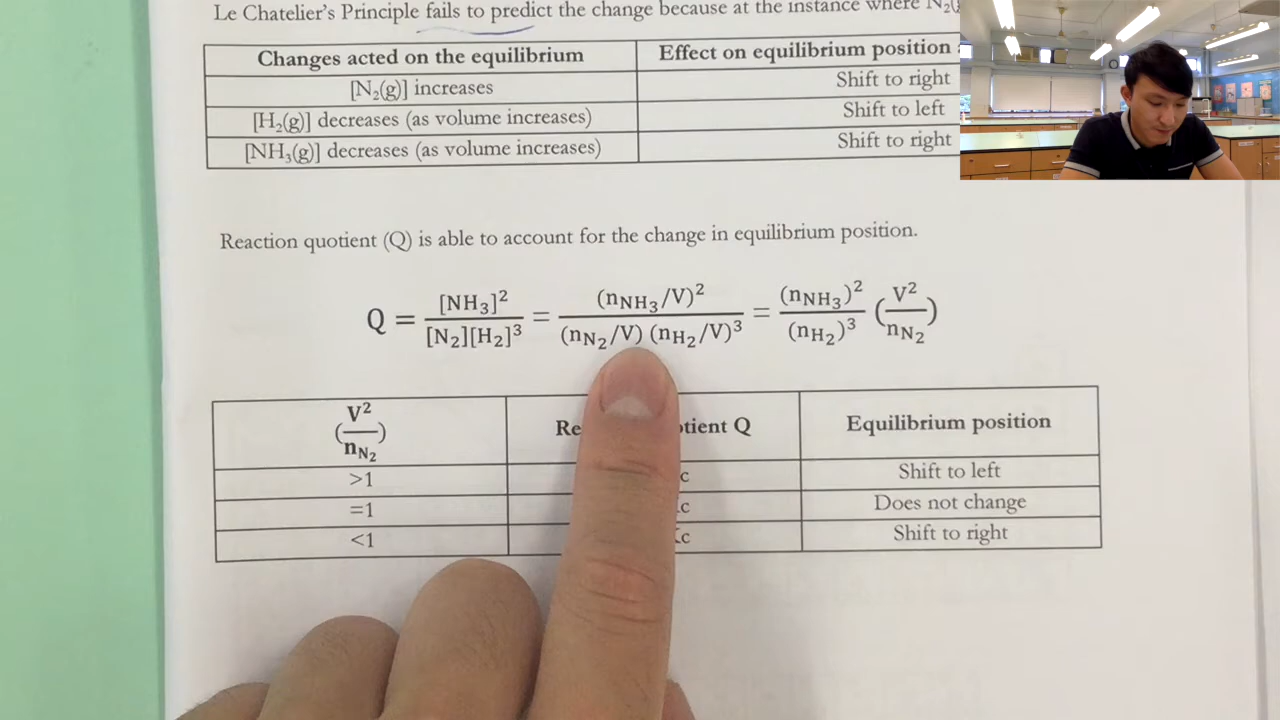 Le Chatelier's Principle fails to predict the change because at the instance where N₂(g
Changes acted on the equilibrium | Effect on equilibrium position
[N₂(g)] increases | Shift to right
[H₂(g)] decreases (as volume increases) | Shift to left
[NH₃(g)] decreases (as volume increases) | Shift to right
Reaction quotient (Q) is able to account for the change in equilibrium position.
Q = [NH₃]² / [N₂][H₂]³ = (n_NH₃/V)² / (n_N₂/V) (n_H₂/V)³ = (n_NH₃)² / (n_H₂)³ (V² / n_N₂)
(V² / n_N₂) | Re tient Q | Equilibrium position
>1 | c | Shift to left
=1 | c | Does not change
<1 | c | Shift to right